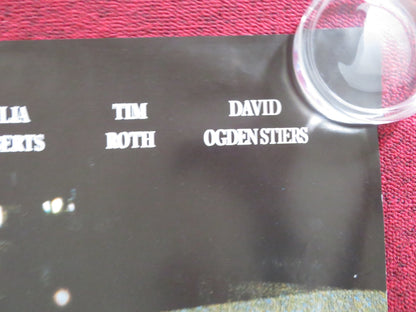 LIA TIM DAVID
ERTS ROTH OGDEN STIERS